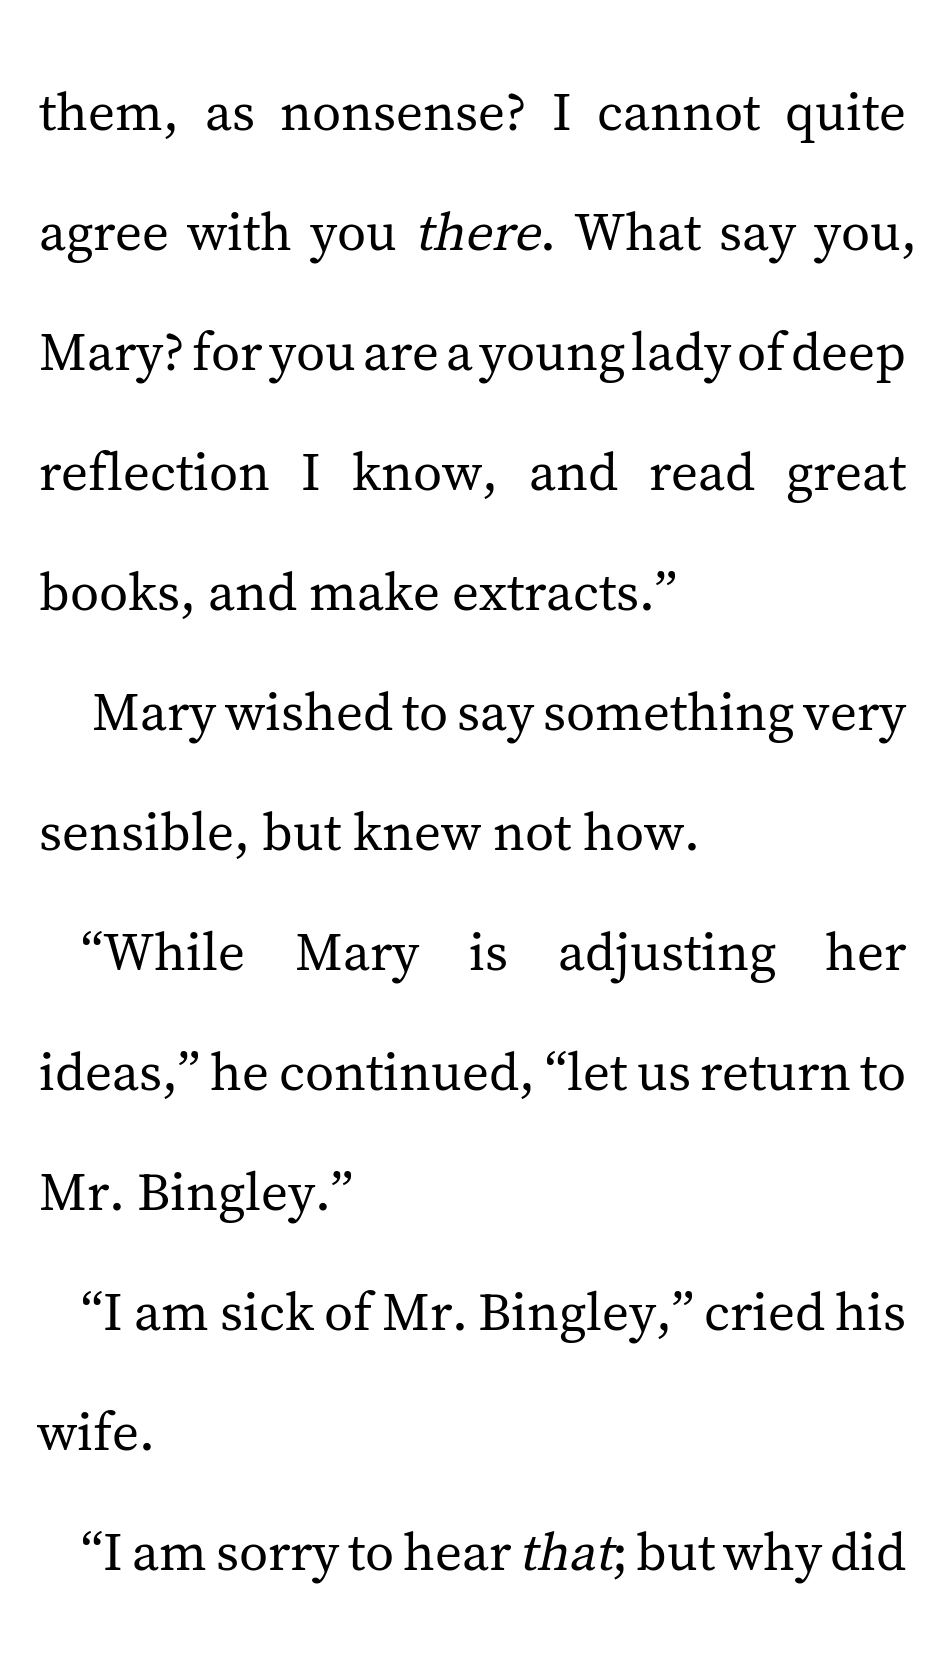 them, as nonsense? I cannot quite
agree with you there. What say you,
Mary? for you are a young lady of deep
reflection I know, and read great
books, and make extracts.”
Mary wished to say something very
sensible, but knew not how.
“While Mary is adjusting her
ideas,” he continued, “let us return to
Mr. Bingley.”
“I am sick of Mr. Bingley,” cried his
wife.
“I am sorry to hear that; but why did